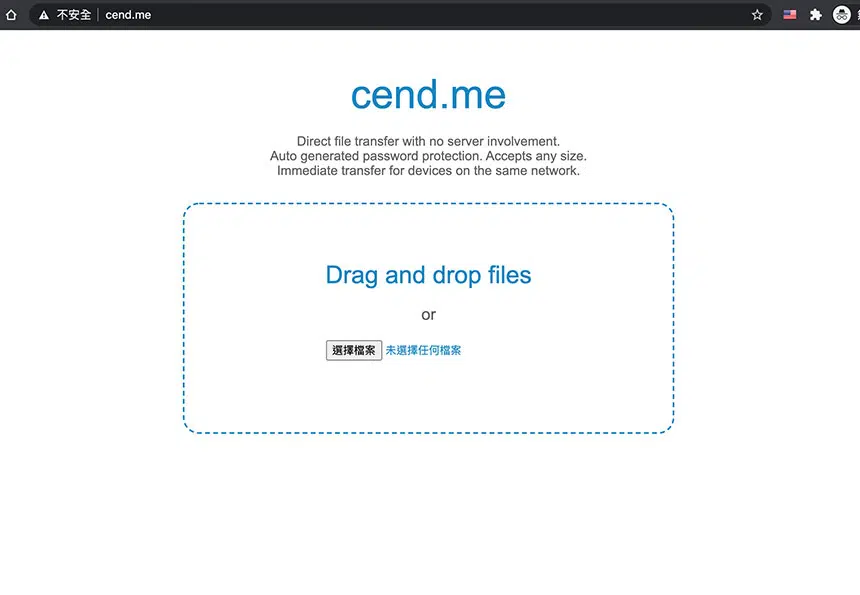 不安全 cend.me
cend.me
Direct file transfer with no server involvement.
Auto generated password protection. Accepts any size.
Immediate transfer for devices on the same network.
Drag and drop files
or
選擇檔案 未選擇任何檔案